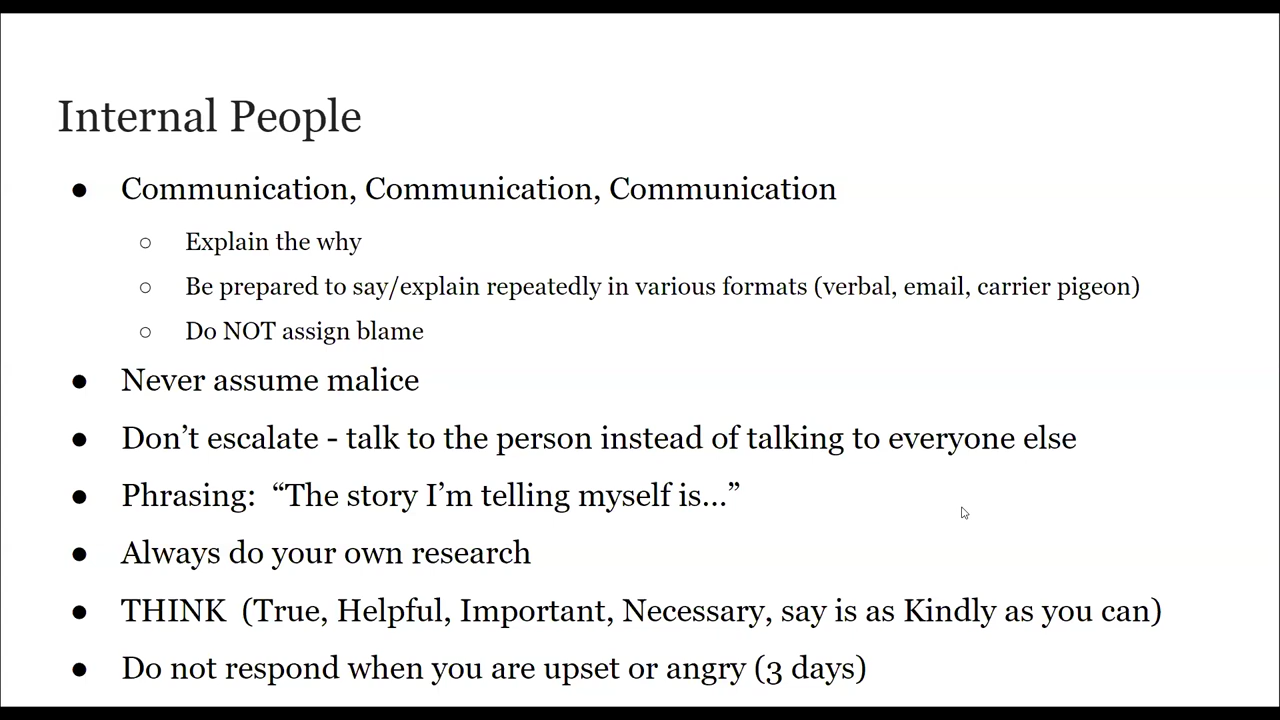 Internal People
● Communication, Communication, Communication
○ Explain the why
○ Be prepared to say/explain repeatedly in various formats (verbal, email, carrier pigeon)
○ Do NOT assign blame
● Never assume malice
● Don’t escalate - talk to the person instead of talking to everyone else
● Phrasing:  “The story I’m telling myself is...”
● Always do your own research
● THINK  (True, Helpful, Important, Necessary, say is as Kindly as you can)
● Do not respond when you are upset or angry (3 days)